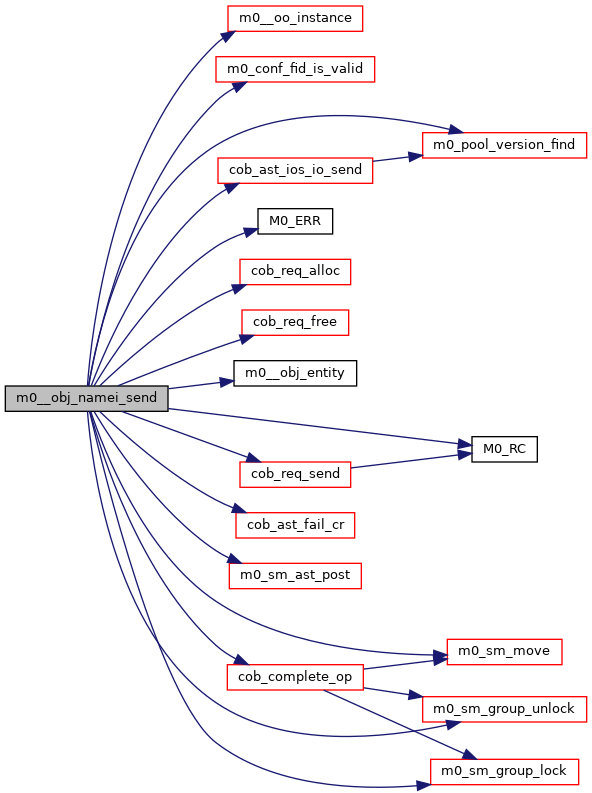 m0__oo_instance
m0_conf_fid_is_valid
m0_pool_version_find
cob_ast_ios_io_send
M0_ERR
cob_req_alloc
cob_req_free
m0__obj_entity
m0__obj_namei_send
M0_RC
cob_req_send
cob_ast_fail_cr
m0_sm_ast_post
m0_sm_move
cob_complete_op
m0_sm_group_unlock
m0_sm_group_lock